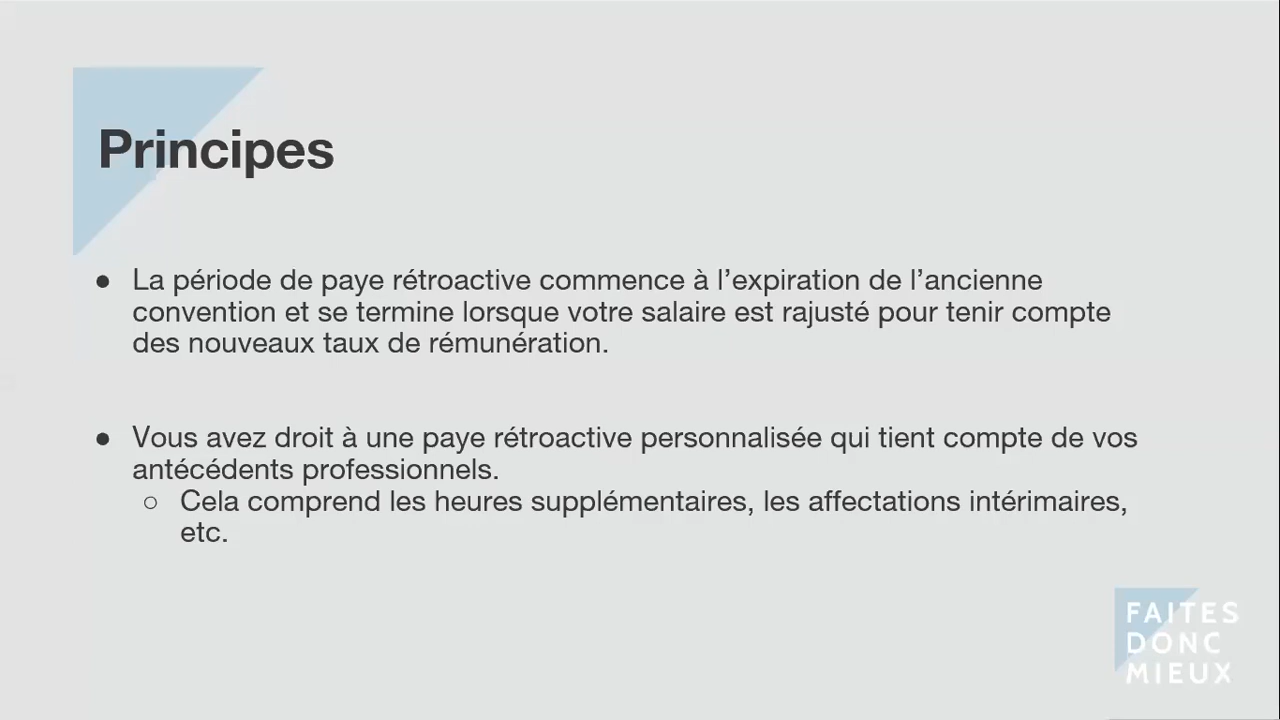 Principes
● La période de paye rétroactive commence à l’expiration de l’ancienne
convention et se termine lorsque votre salaire est rajusté pour tenir compte
des nouveaux taux de rémunération.
● Vous avez droit à une paye rétroactive personnalisée qui tient compte de vos
antécédents professionnels.
○ Cela comprend les heures supplémentaires, les affectations intérimaires,
etc.
FAITES
DONC
MIEUX